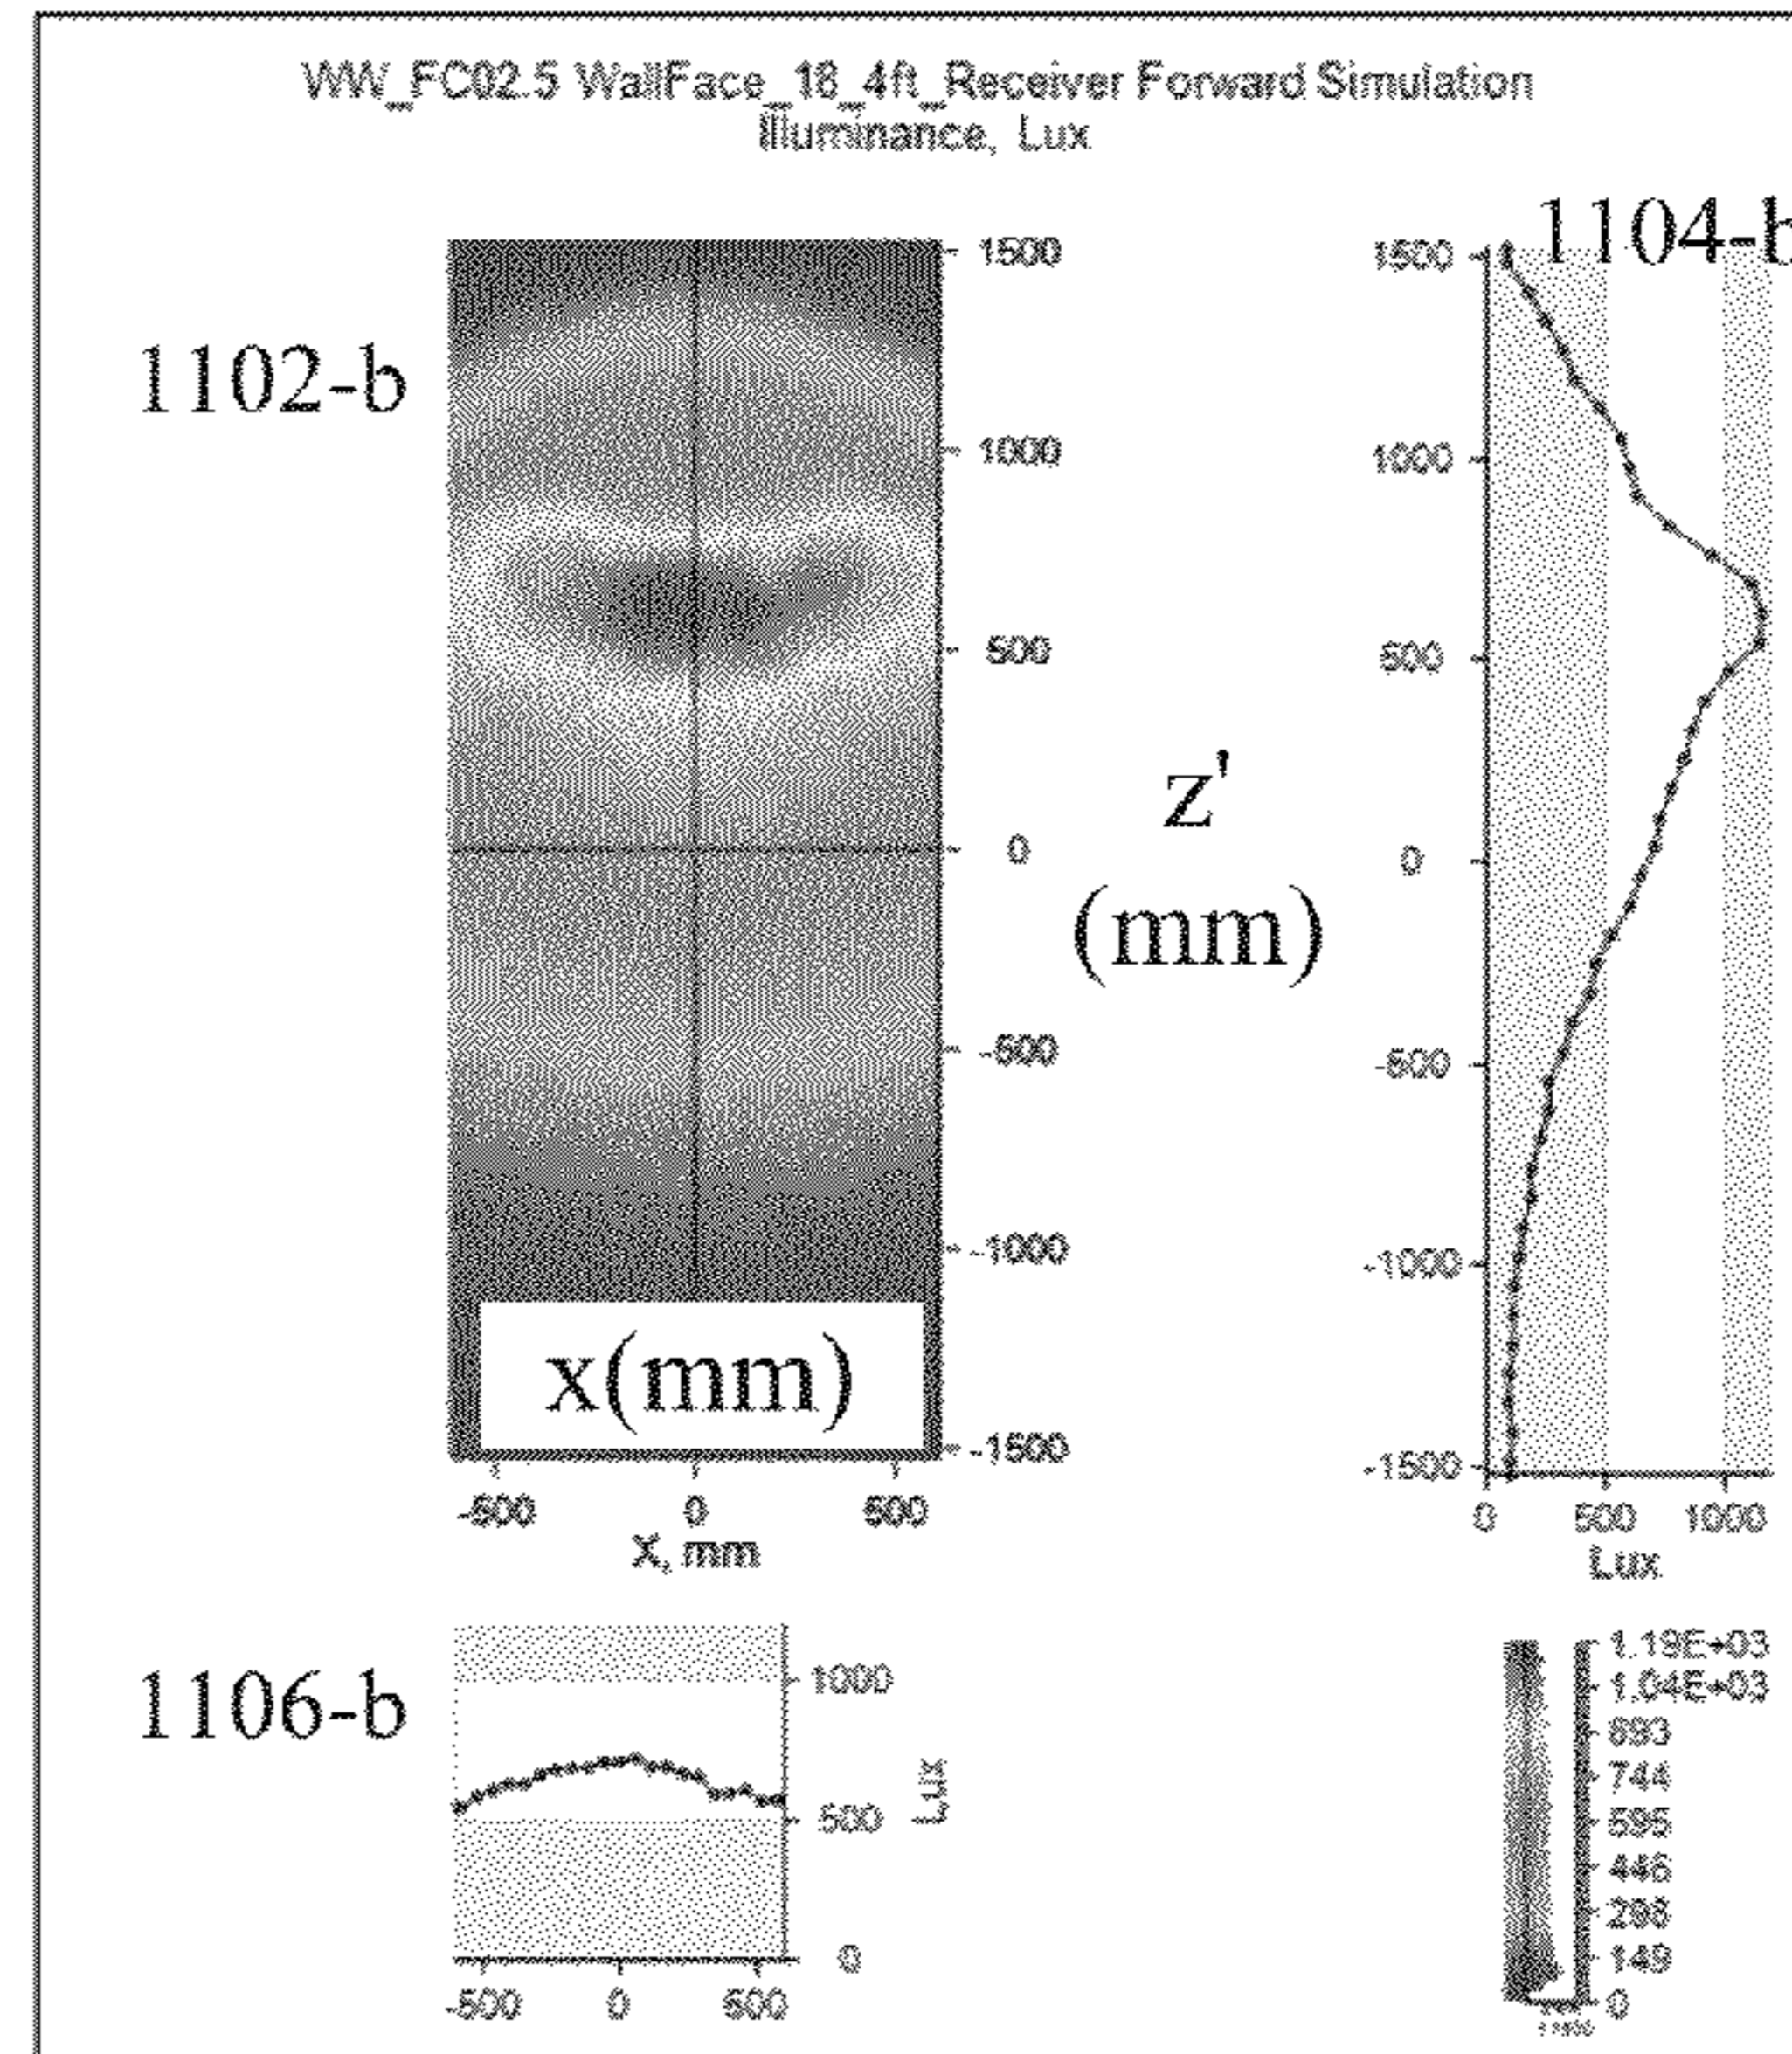 WW_FC02.5 WallFace_18_4ft_Receiver Forward Simulation
Illuminance, Lux
1102-b
1500
1000
500
0
-500
-1000
-1500
z'
(mm)
x(mm)
-500 0 500
X, mm
1104-b
1500
1000
500
0
-500
-1000
-1500
0 500 1000
Lux
1106-b
1000
500
0
Lux
-500 0 500
1.19E+03
1.04E+03
893
744
595
446
298
149
0